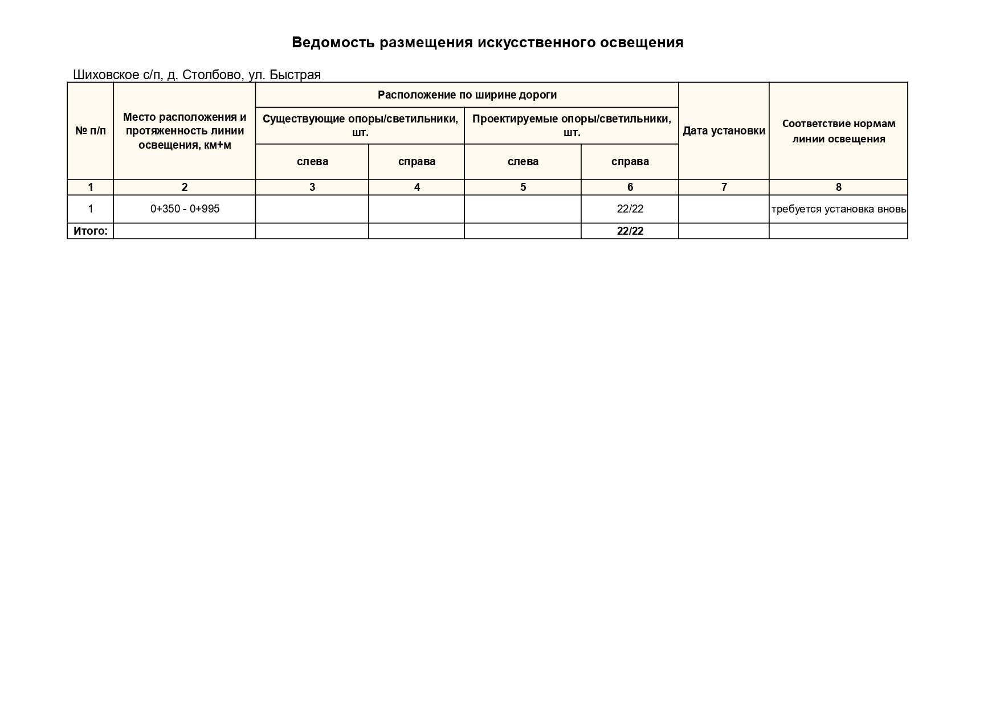 Ведомость размещения искусственного освещения
Шиховское с/п, д. Столбово, ул. Быстрая
№ п/п
Место расположения и
протяженность линии
освещения, км+м
Расположение по ширине дороги
Существующие опоры/светильники,
шт.
Проектируемые опоры/светильники,
шт.
слева
справа
слева
справа
Дата установки
Соответствие нормам
линии освещения
1 2 3 4 5 6 7 8
1 0+350 - 0+995 22/22 требуется установка вновь
Итого: 22/22